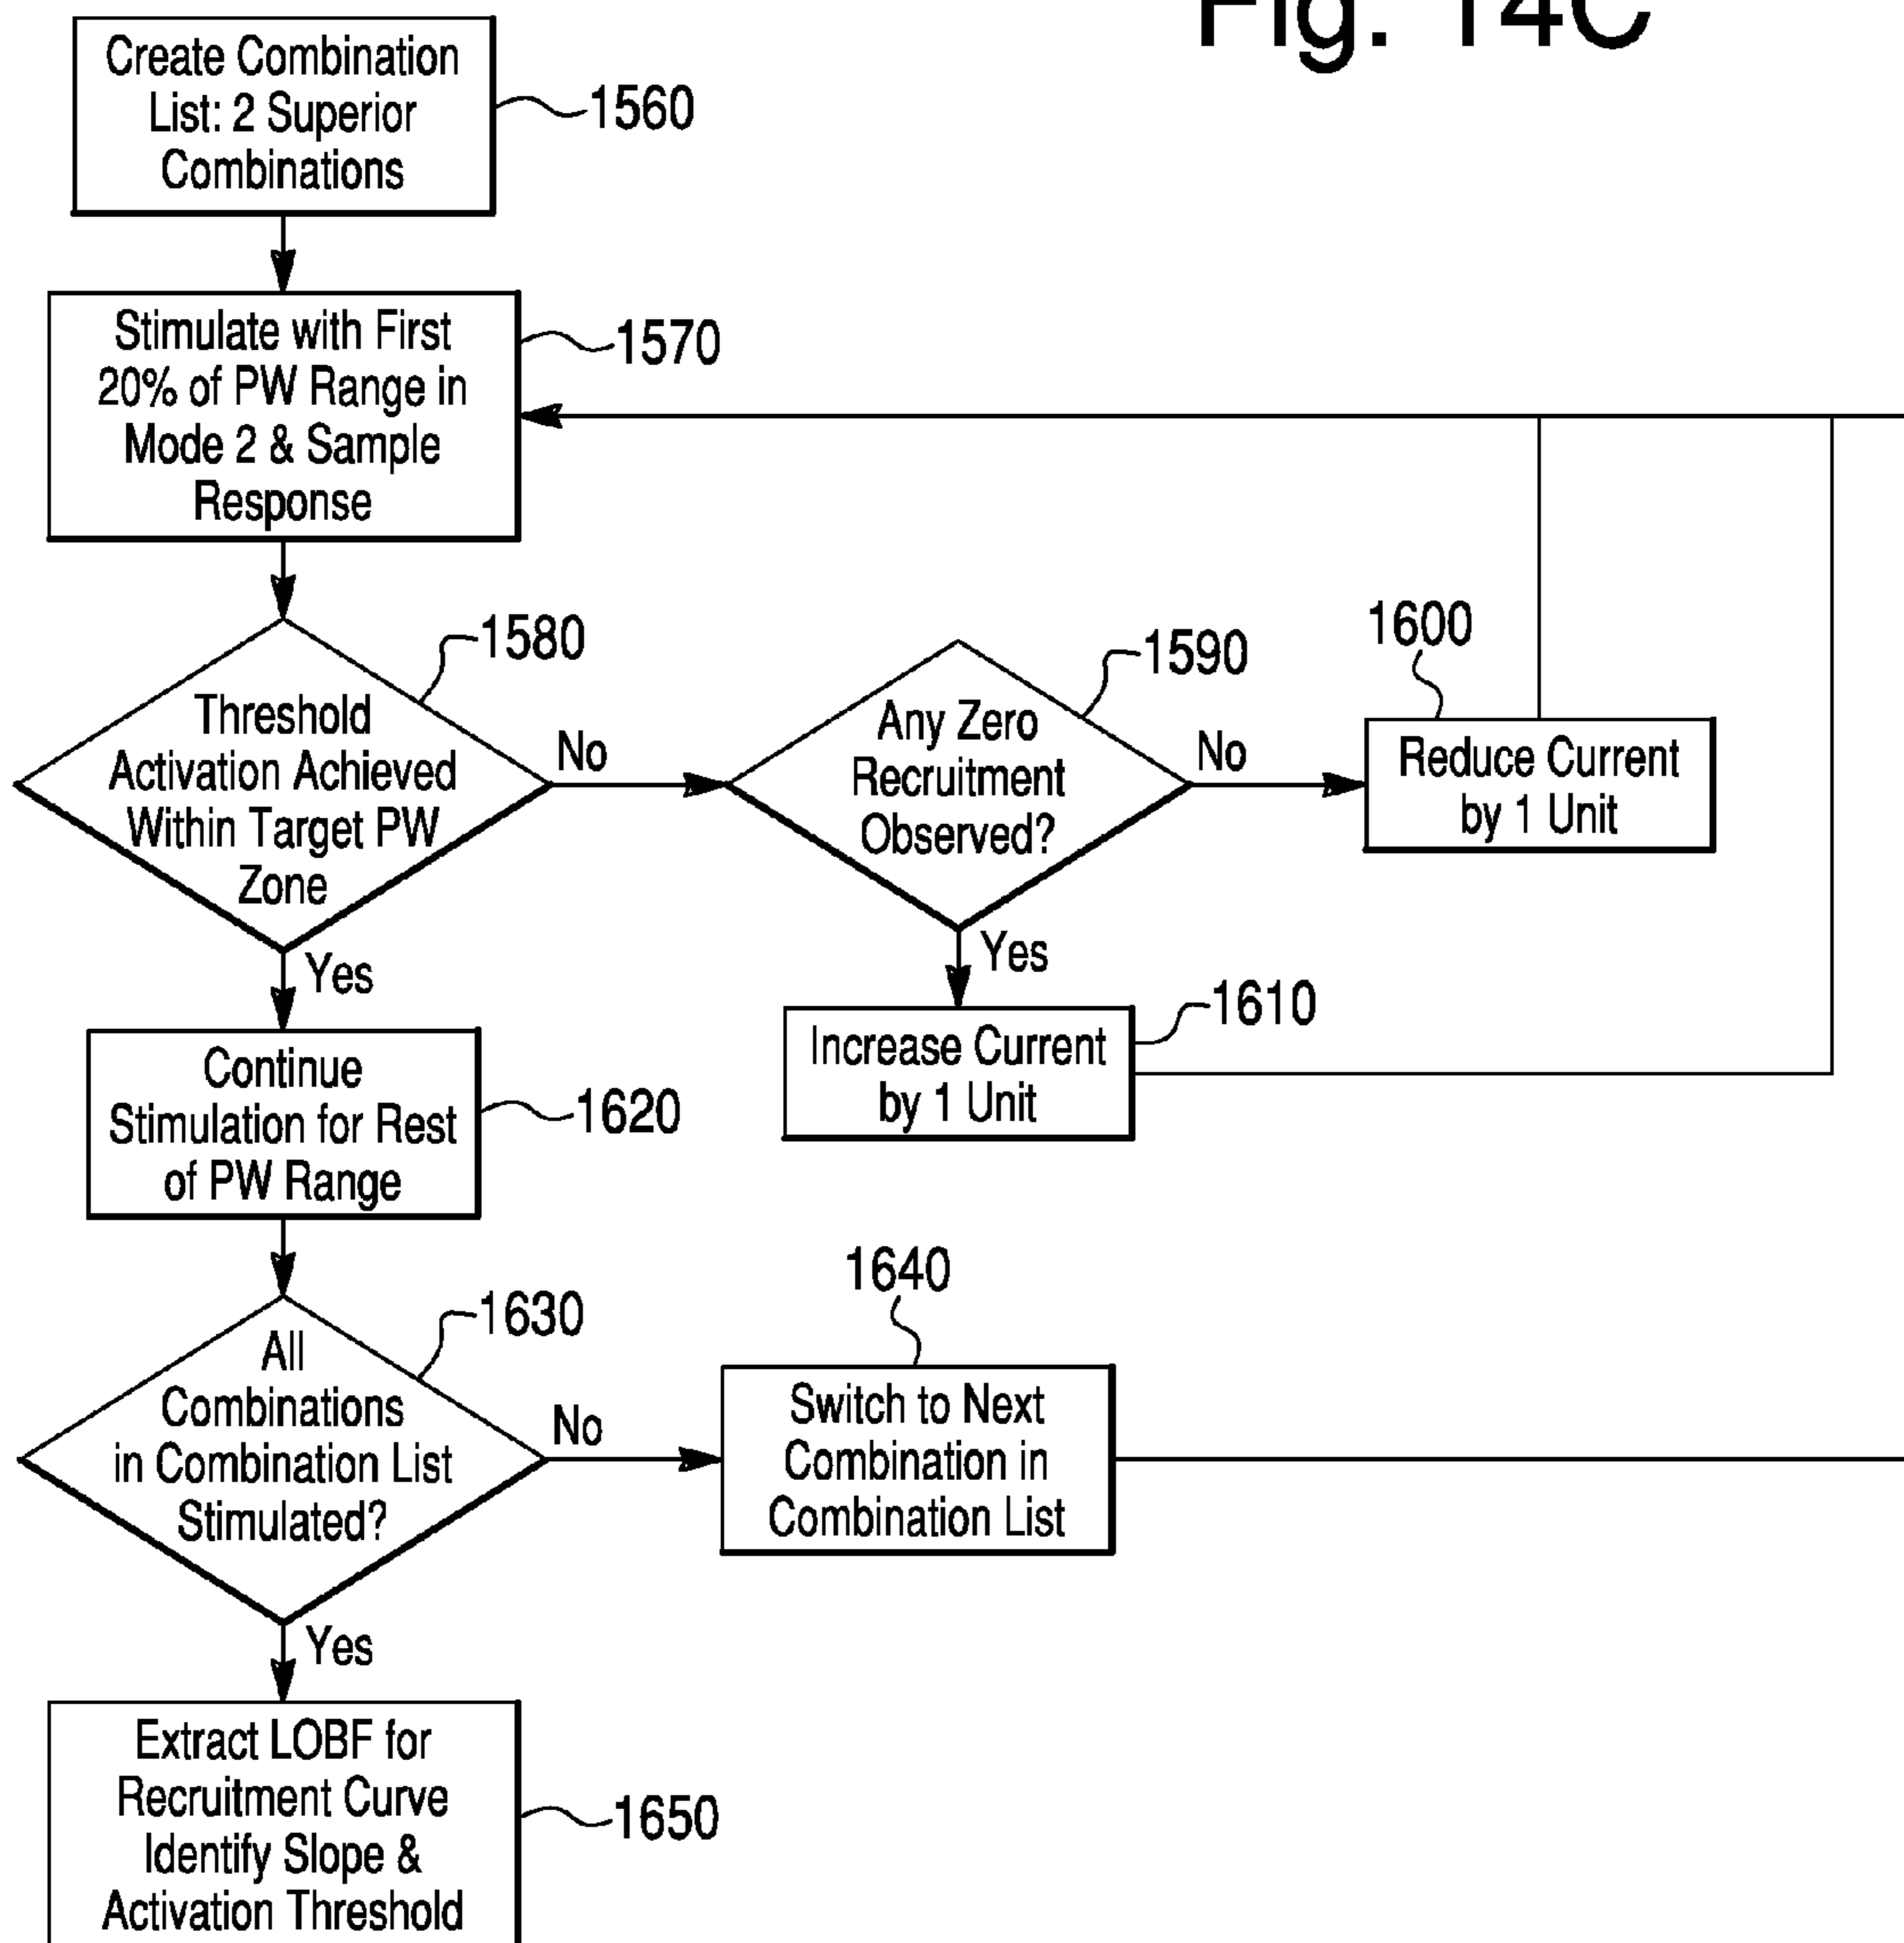 Fig. 14C
Create Combination
List: 2 Superior
Combinations
1560
Stimulate with First
20% of PW Range in
Mode 2 & Sample
Response
1570
Threshold
Activation Achieved
Within Target PW
Zone
1580
No
Any Zero
Recruitment
Observed?
1590
No
1600
Reduce Current
by 1 Unit
Yes
Increase Current
by 1 Unit
1610
Yes
Continue
Stimulation for Rest
of PW Range
1620
All
Combinations
in Combination List
Stimulated?
1630
No
1640
Switch to Next
Combination in
Combination List
Yes
Extract LOBF for
Recruitment Curve
Identify Slope &
Activation Threshold
1650